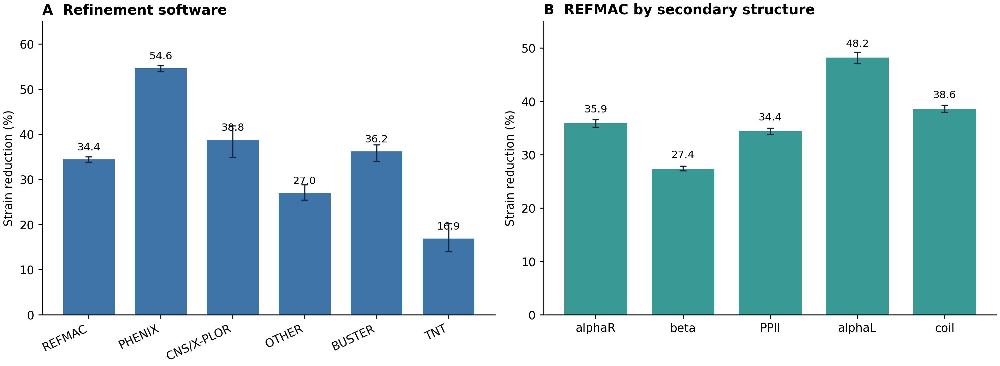 A Refinement software
Strain reduction (%)
60
50
40
30
20
10
0
34.4
54.6
38.8
27.0
36.2
16.9
REFMAC
PHENIX
CNS/X-PLOR
OTHER
BUSTER
TNT
B REFMAC by secondary structure
Strain reduction (%)
50
40
30
20
10
0
35.9
27.4
34.4
48.2
38.6
alphaR
beta
PPII
alphaL
coil